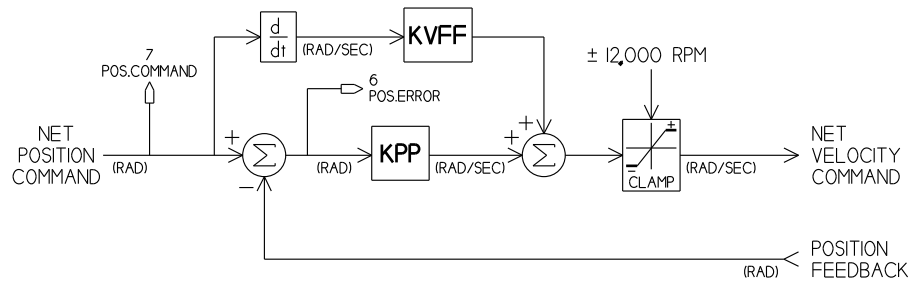 d
dt
(RAD/SEC)
KVFF
± 12,000 RPM
7
POS.COMMAND
6
POS.ERROR
NET
POSITION
COMMAND
(RAD)
+
Σ
−
(RAD)
KPP
(RAD/SEC)
+
+
Σ
+
−
CLAMP
(RAD/SEC)
NET
VELOCITY
COMMAND
(RAD)
POSITION
FEEDBACK